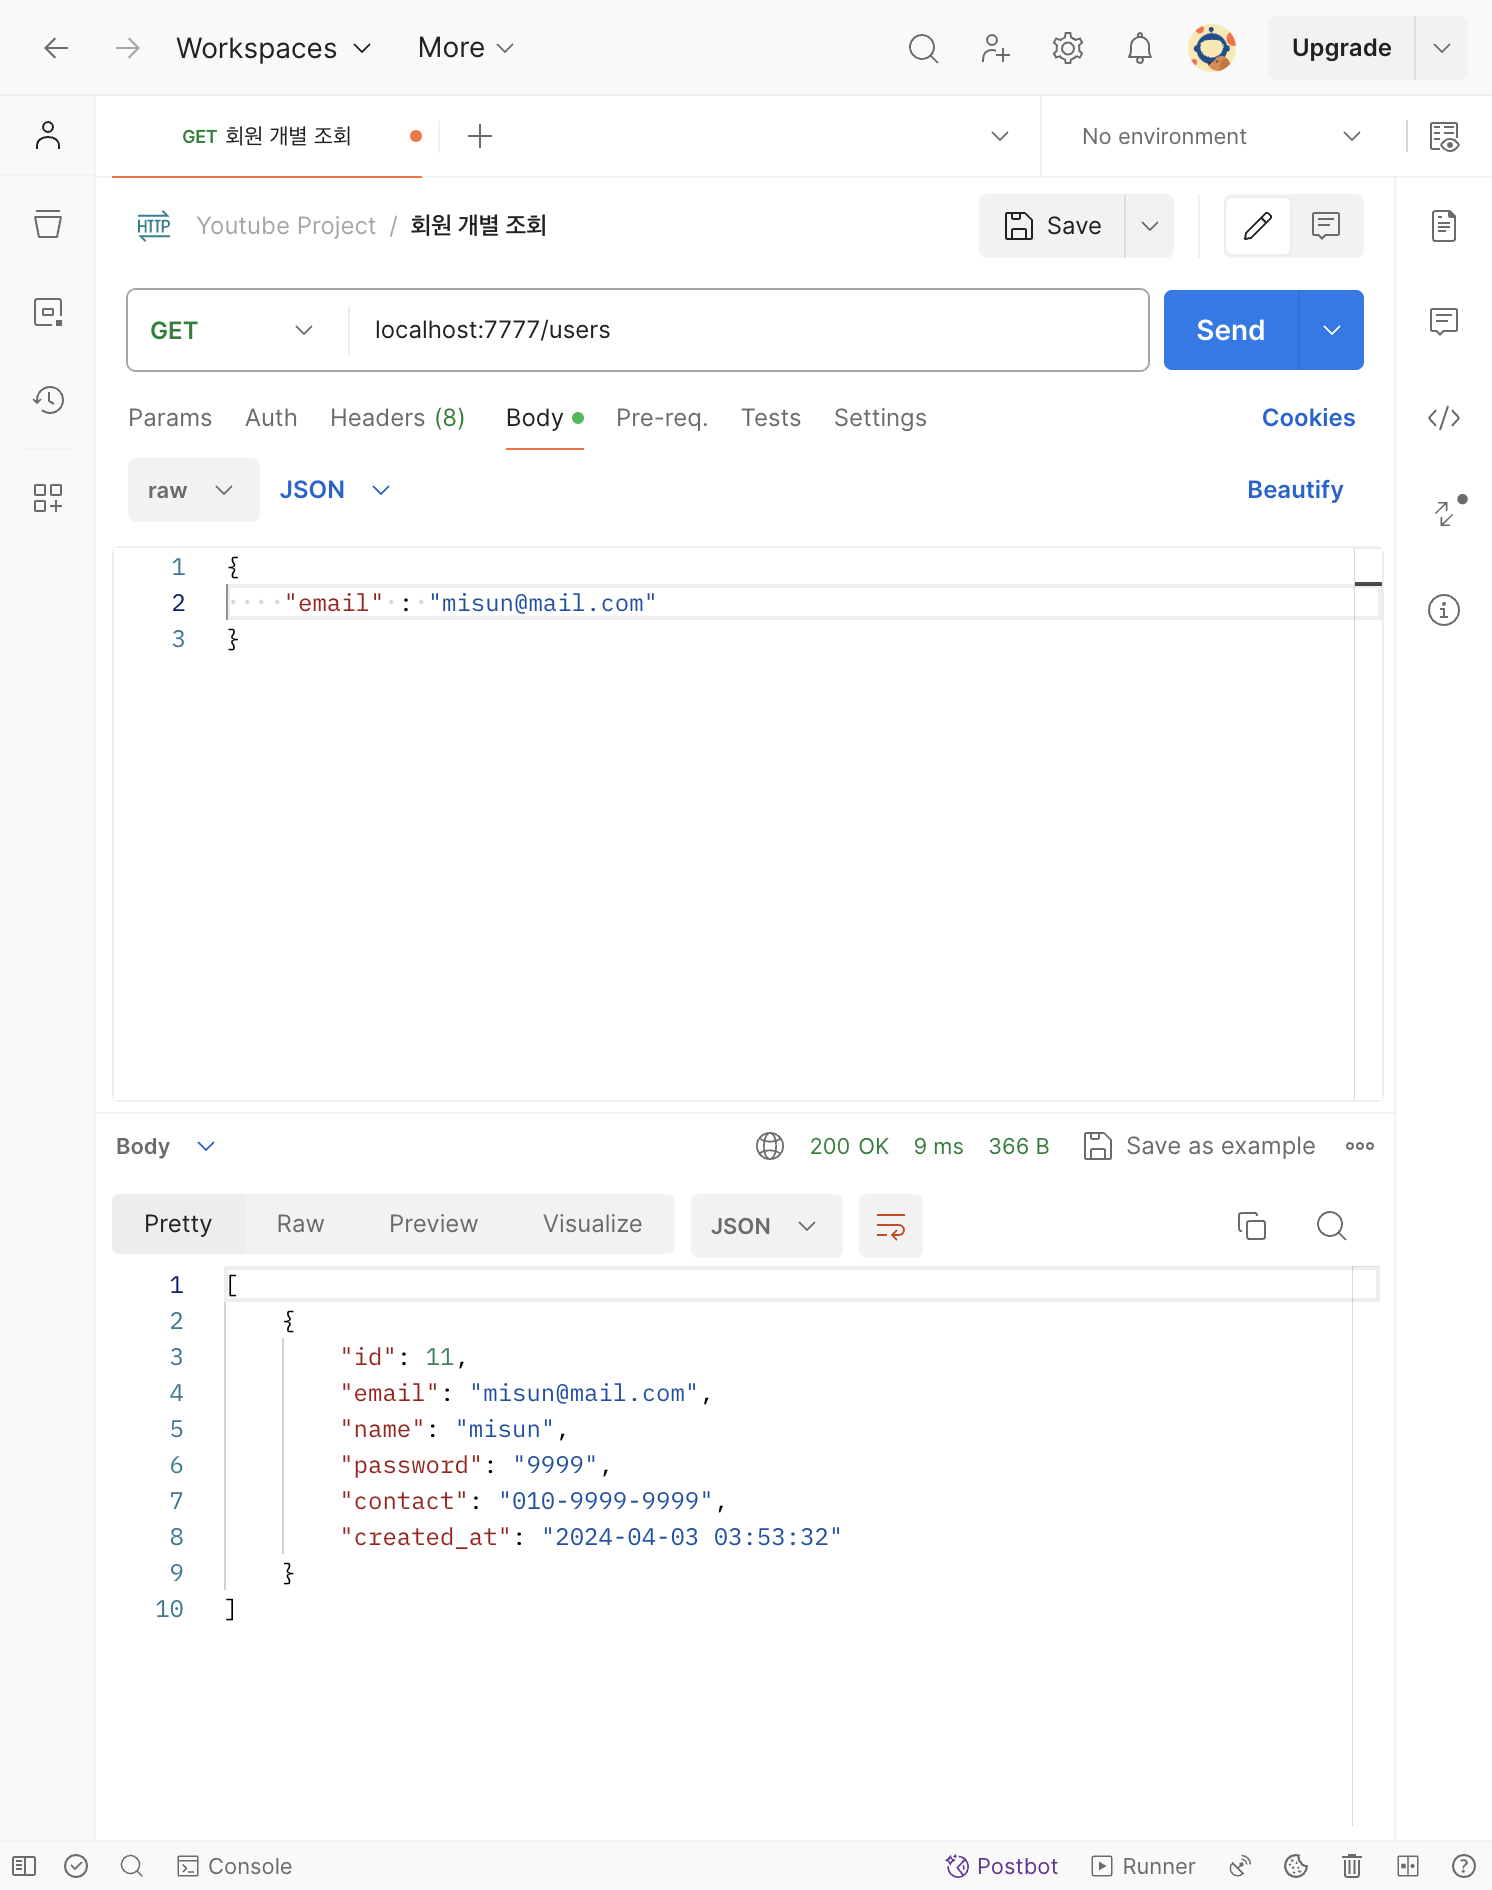 Workspaces More Upgrade
GET 회원 개별 조회 No environment
HTTP Youtube Project / 회원 개별 조회 Save
GET localhost:7777/users Send
Params Auth Headers (8) Body Pre-req. Tests Settings Cookies
raw JSON Beautify
1 {
2 "email" : "misun@mail.com"
3 }
Body 200 OK 9 ms 366 B Save as example
Pretty Raw Preview Visualize JSON
1 [
2 {
3 "id": 11,
4 "email": "misun@mail.com",
5 "name": "misun",
6 "password": "9999",
7 "contact": "010-9999-9999",
8 "created_at": "2024-04-03 03:53:32"
9 }
10 ]
Console Postbot Runner